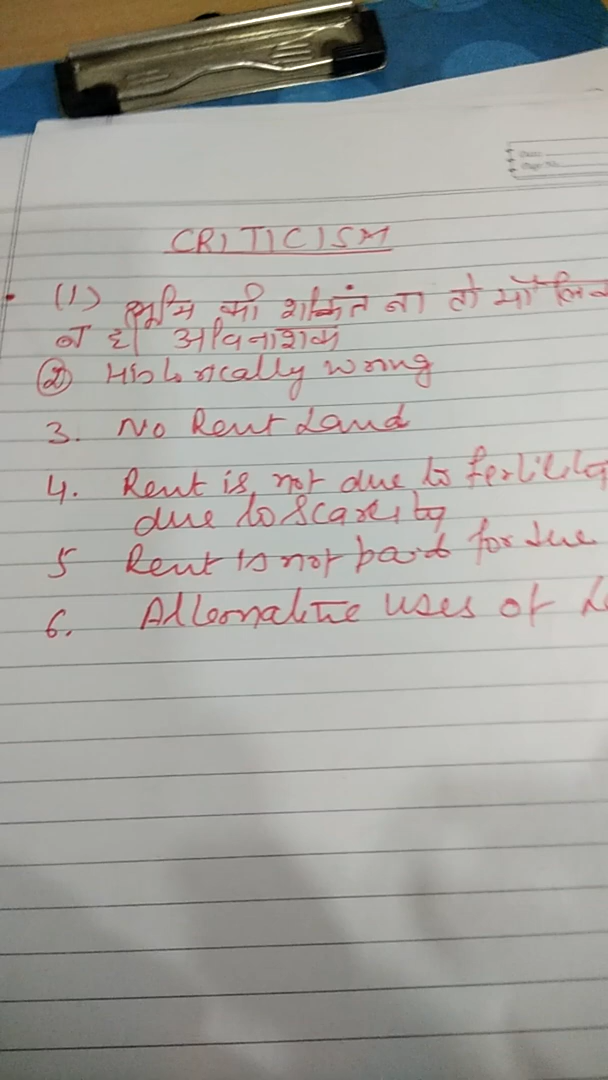 CRITICISM
(1) भूमि की शक्ति ना तो मौलिक
न ही अविनाशक
(2) Historically wrong
3. No Rent Land
4. Rent is not due to fertility
due to scarcity
5 Rent is not paid for the
6. Alternative uses of